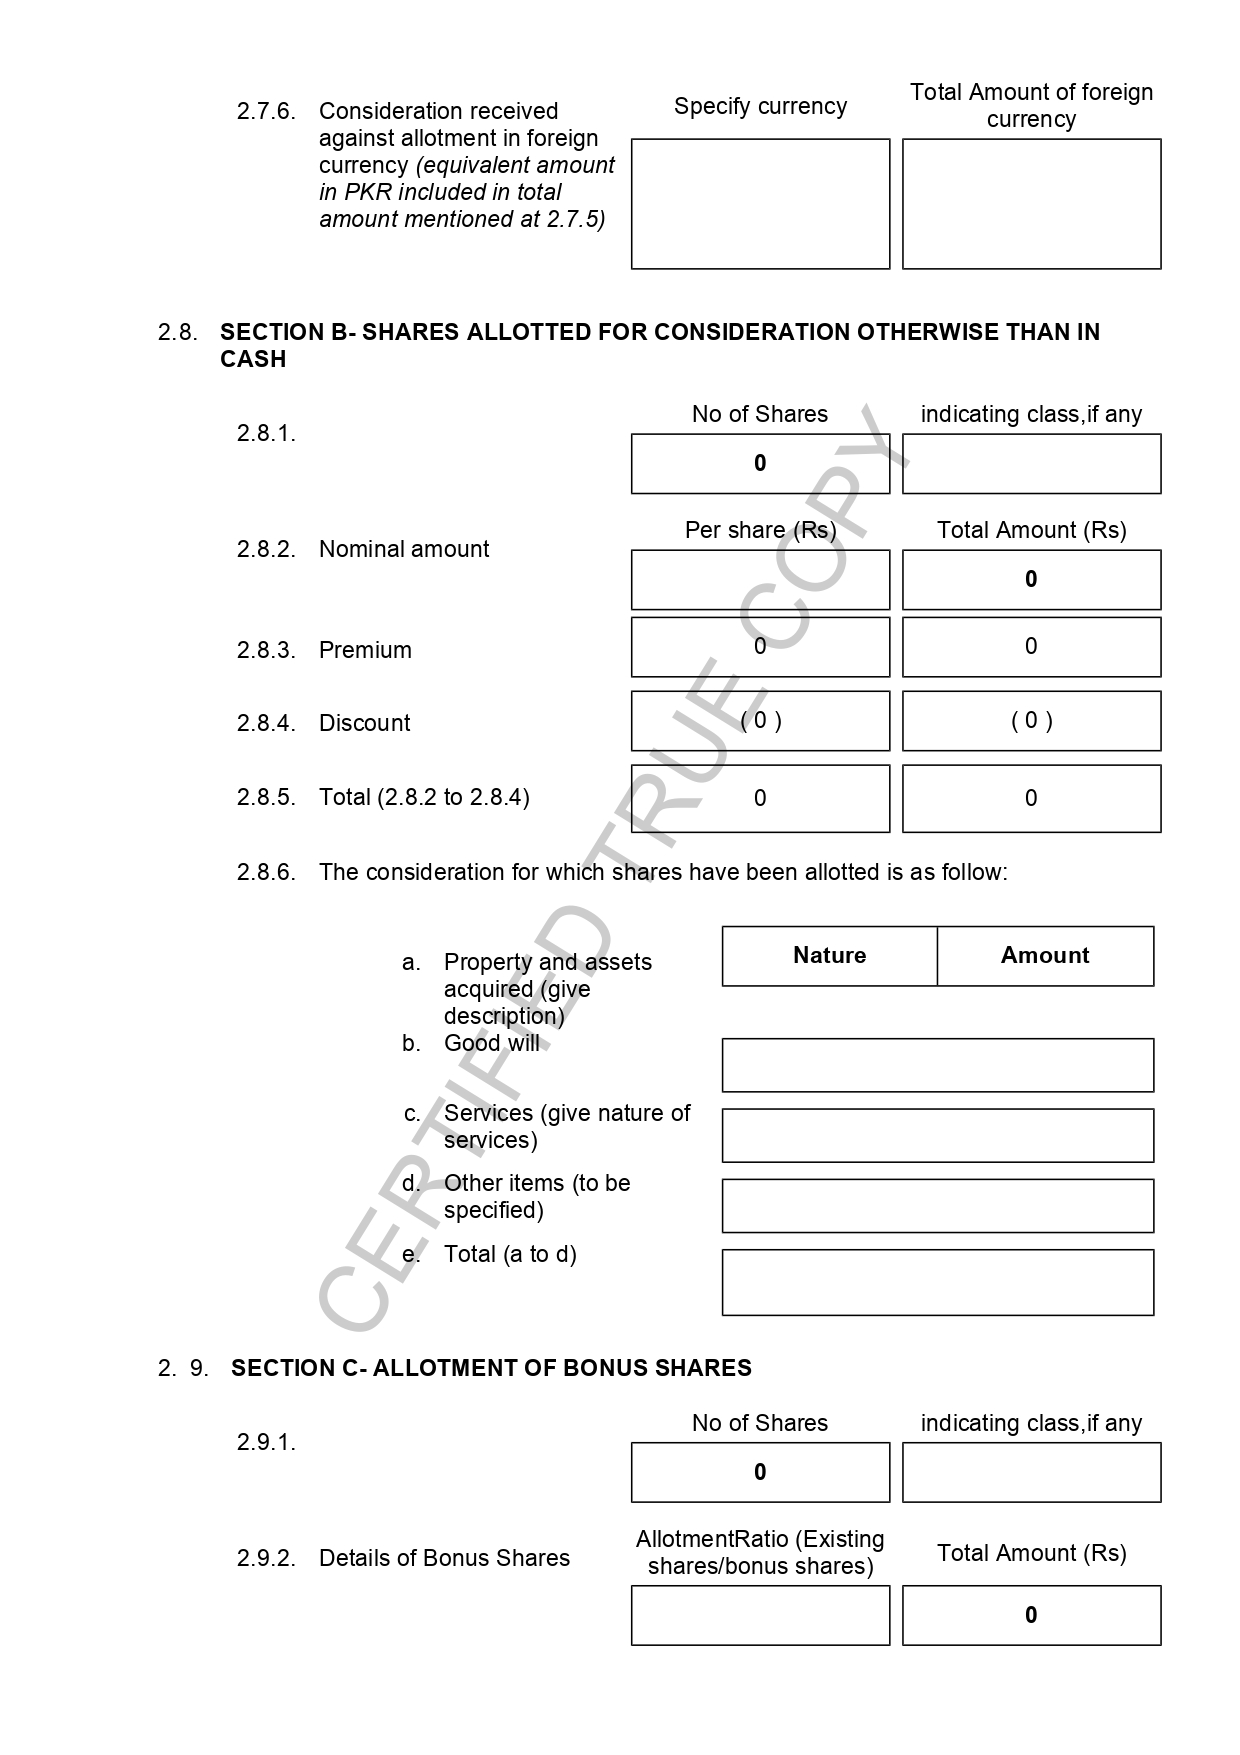 2.7.6. Consideration received against allotment in foreign currency (equivalent amount in PKR included in total amount mentioned at 2.7.5)
Specify currency
Total Amount of foreign currency
2.8. SECTION B- SHARES ALLOTTED FOR CONSIDERATION OTHERWISE THAN IN
CASH
No of Shares indicating class,if any
2.8.1.
0
Per share (Rs) Total Amount (Rs)
2.8.2. Nominal amount
0
2.8.3. Premium 0 0
2.8.4. Discount ( 0 ) ( 0 )
2.8.5. Total (2.8.2 to 2.8.4) 0 0
2.8.6. The consideration for which shares have been allotted is as follow:
Nature Amount
a. Property and assets
acquired (give
description)
b. Good will
c. Services (give nature of
services)
d. Other items (to be
specified)
e. Total (a to d)
2. 9. SECTION C- ALLOTMENT OF BONUS SHARES
No of Shares indicating class,if any
2.9.1.
0
AllotmentRatio (Existing
shares/bonus shares)
Total Amount (Rs)
2.9.2. Details of Bonus Shares
0
CERTIFIED TRUE COPY